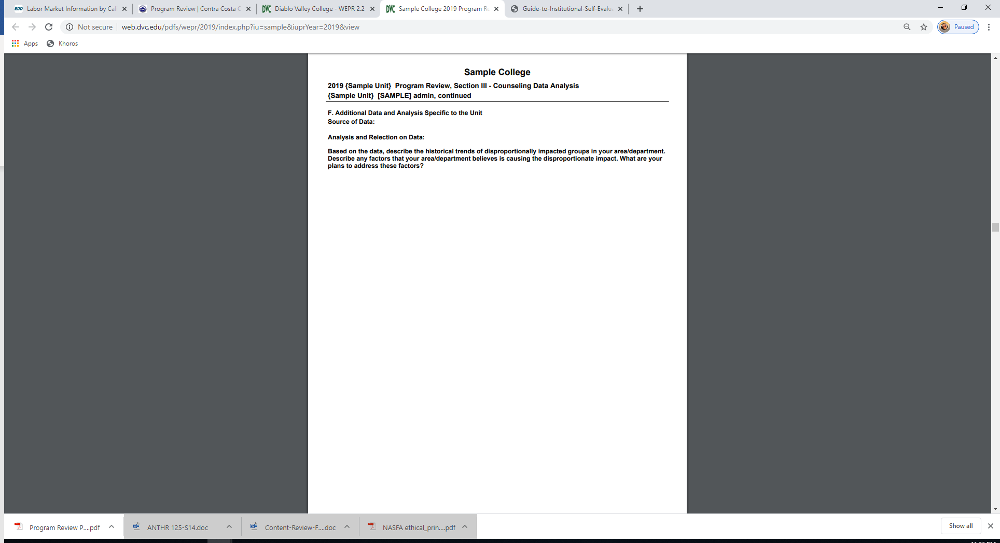 EDD Labor Market Information by Cal
Program Review | Contra Costa C
DVC Diablo Valley College - WEPR 2.2
DVC Sample College 2019 Program Re
Guide-to-Institutional-Self-Evalua
Not secure web.dvc.edu/pdfs/wepr/2019/index.php?iu=sample&iuprYear=2019&view
Paused
Apps Khoros
Sample College
2019 {Sample Unit} Program Review, Section III - Counseling Data Analysis
{Sample Unit} [SAMPLE] admin, continued
F. Additional Data and Analysis Specific to the Unit
Source of Data:
Analysis and Relection on Data:
Based on the data, describe the historical trends of disproportionally impacted groups in your area/department.
Describe any factors that your area/department believes is causing the disproportionate impact. What are your
plans to address these factors?
Program Review P....pdf
ANTHR 125-S14.doc
Content-Review-F....doc
NASFA ethical_prin....pdf
Show all